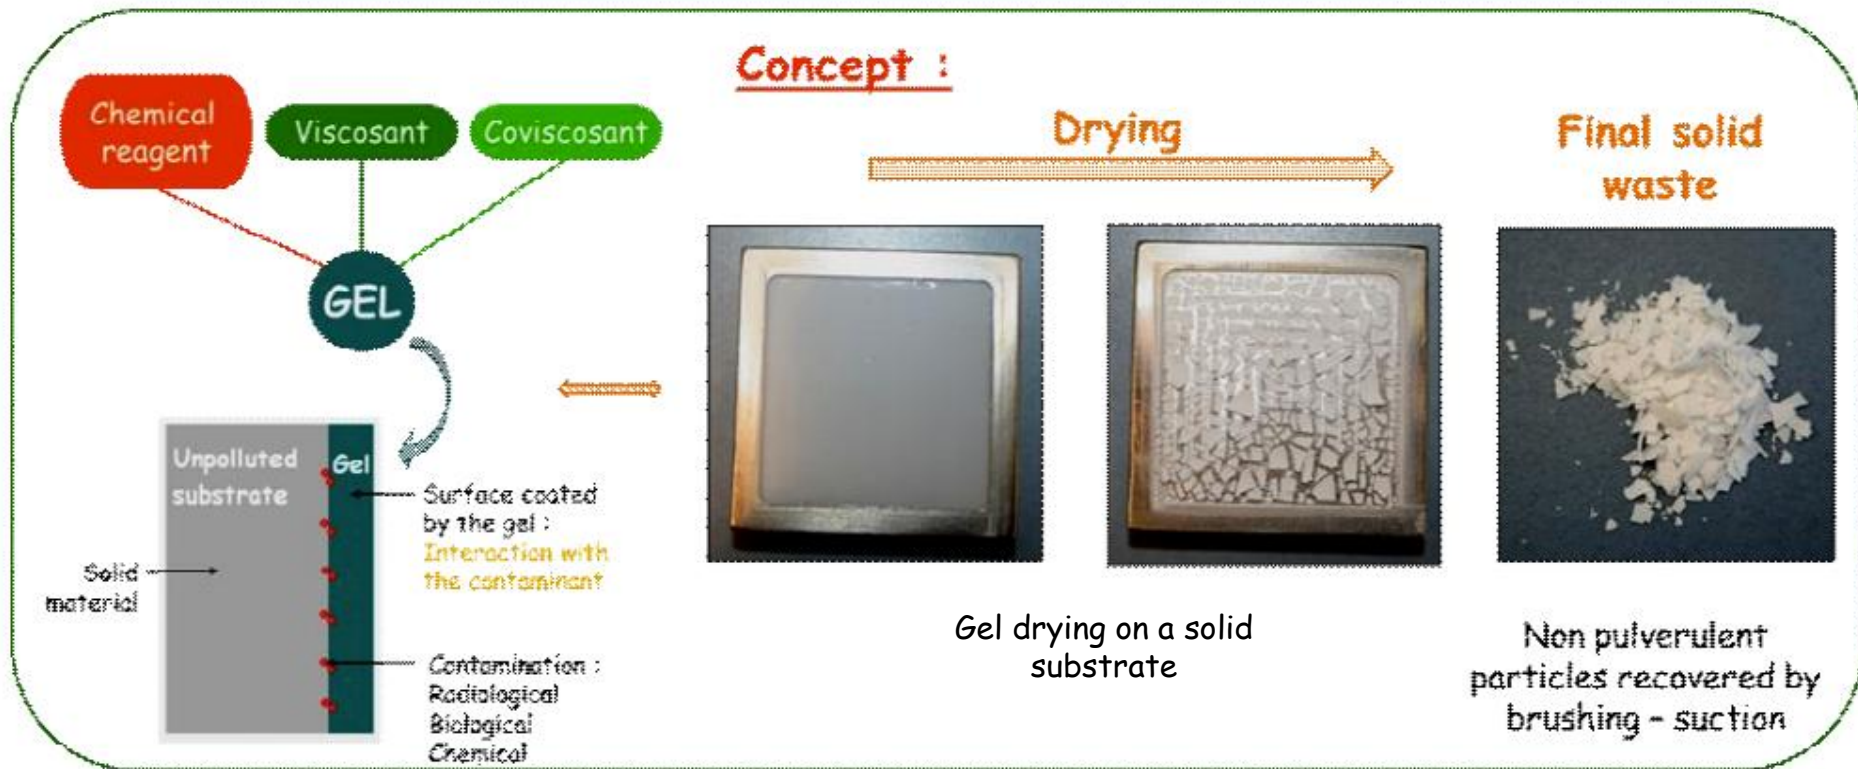 Concept :
Chemical
reagent
Viscosant
Coviscosant
GEL
Unpolluted
substrate
Gel
Solid
material
Surface coated
by the gel :
Interaction with
the contaminant
Contamination :
Radiological
Biological
Chemical
Drying
Gel drying on a solid
substrate
Final solid
waste
Non pulverulent
particles recovered by
brushing - suction